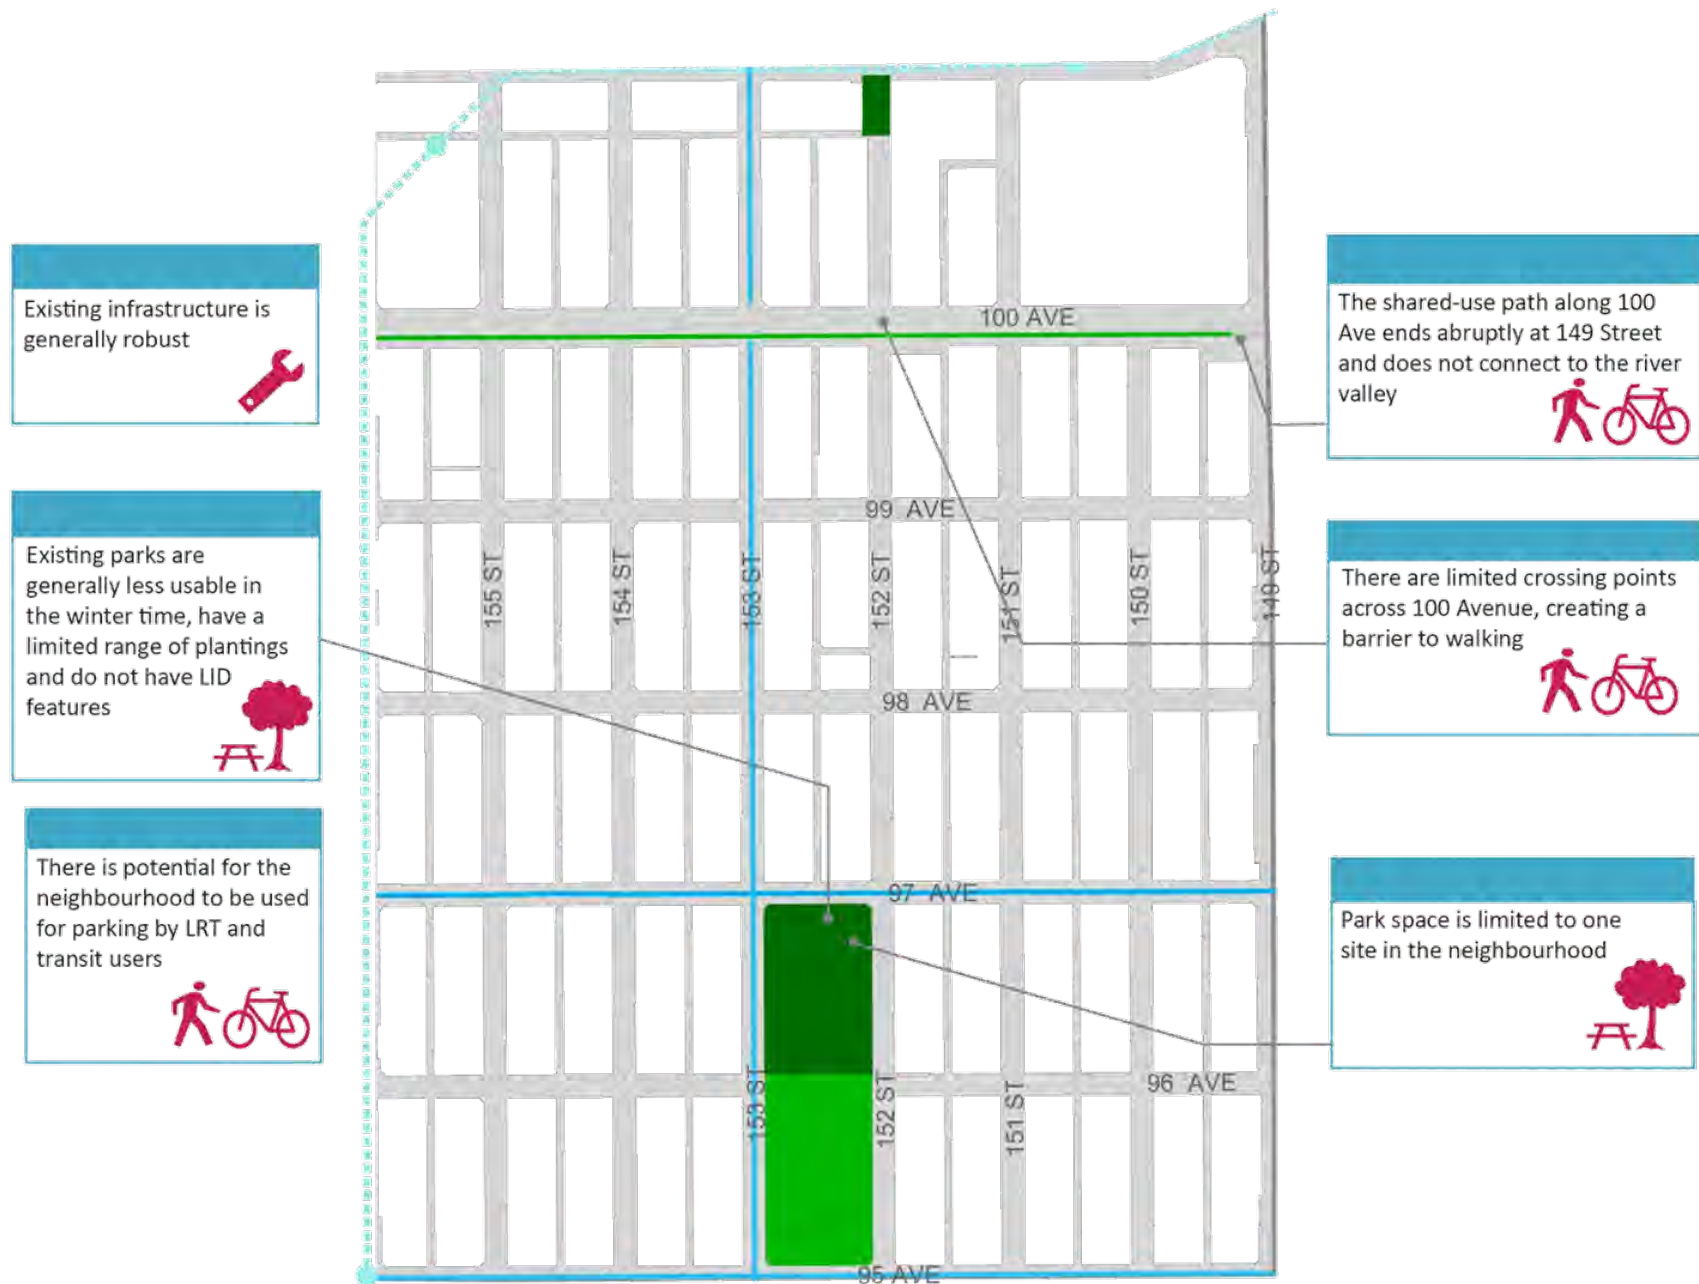 Existing infrastructure is
generally robust
Existing parks are
generally less usable in
the winter time, have a
limited range of plantings
and do not have LID
features
There is potential for the
neighbourhood to be used
for parking by LRT and
transit users
100 AVE
99 AVE
155 ST
154 ST
153 ST
152 ST
151 ST
150 ST
149 ST
98 AVE
97 AVE
96 AVE
153 ST
152 ST
151 ST
95 AVE
The shared-use path along 100
Ave ends abruptly at 149 Street
and does not connect to the river
valley
There are limited crossing points
across 100 Avenue, creating a
barrier to walking
Park space is limited to one
site in the neighbourhood